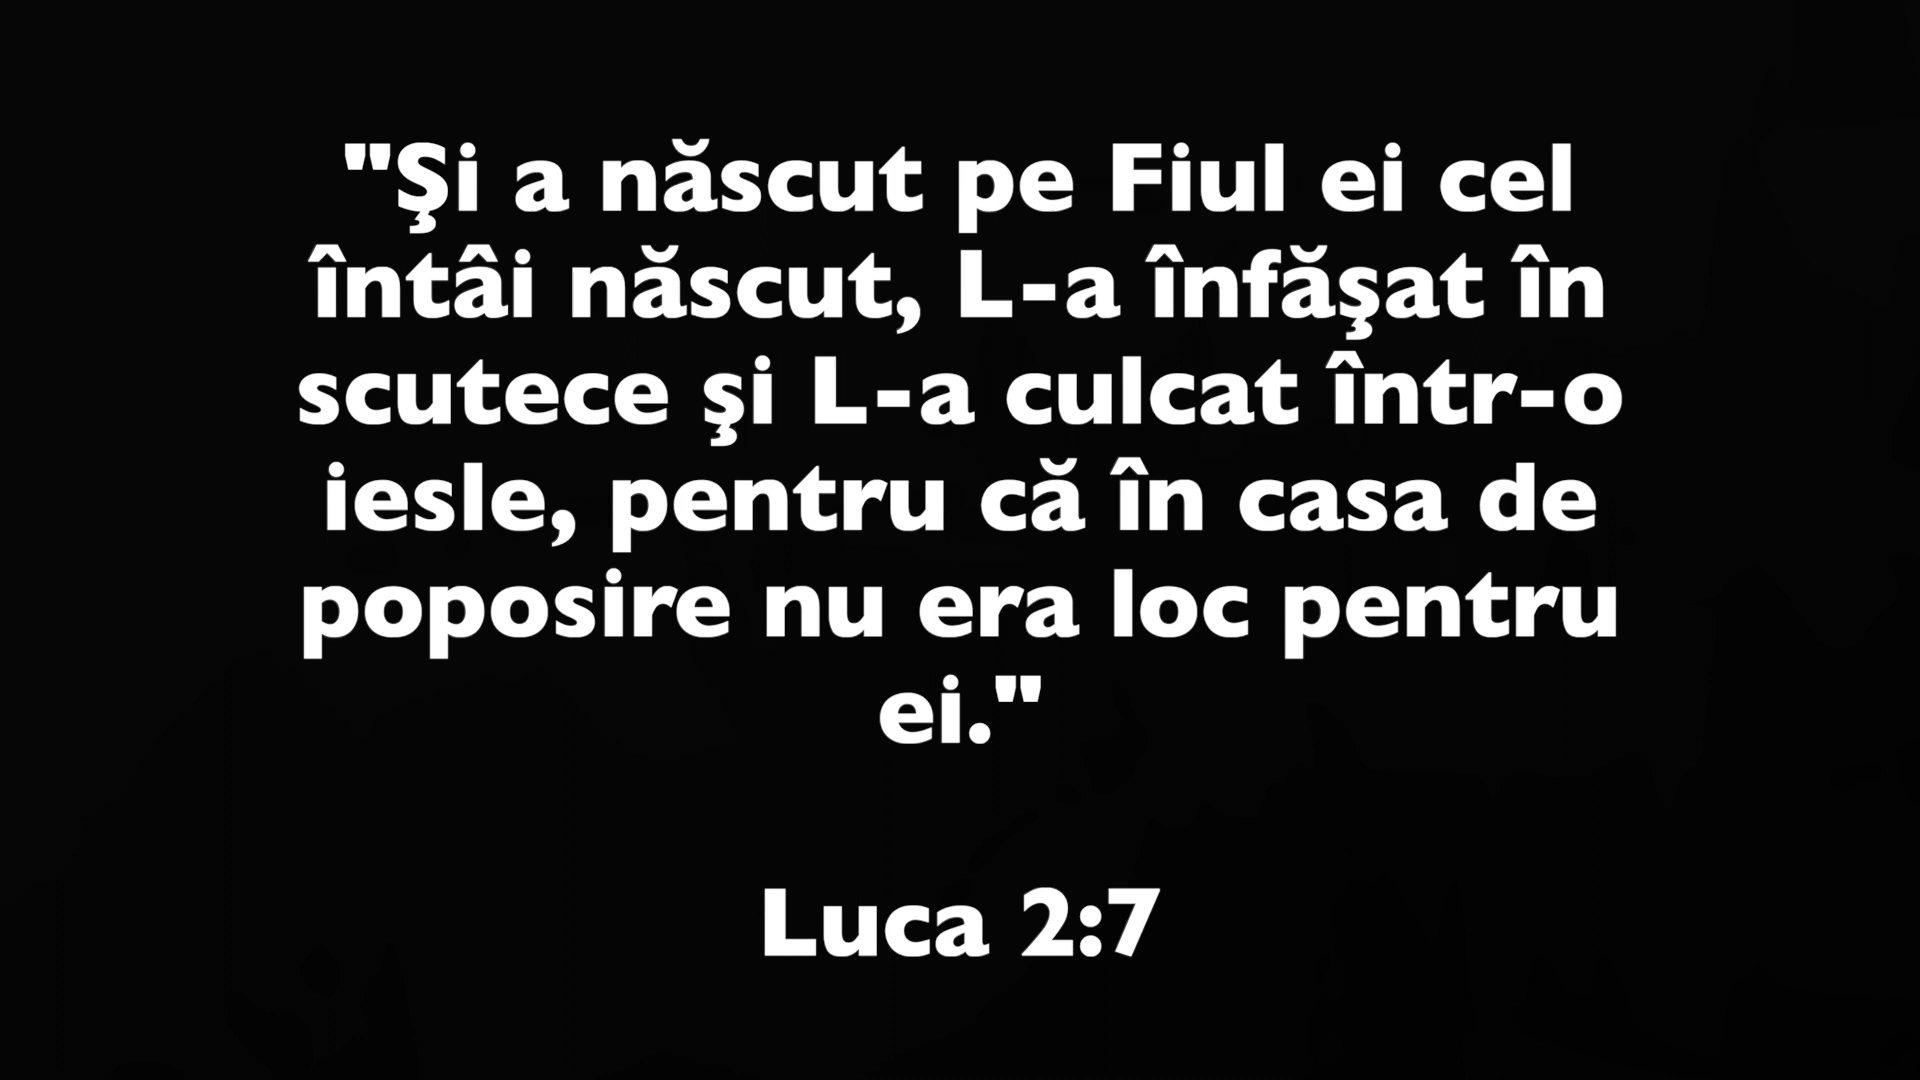 "Şi a născut pe Fiul ei cel
întâi născut, L-a înfăşat în
scutece şi L-a culcat într-o
iesle, pentru că în casa de
poposire nu era loc pentru
ei."
Luca 2:7